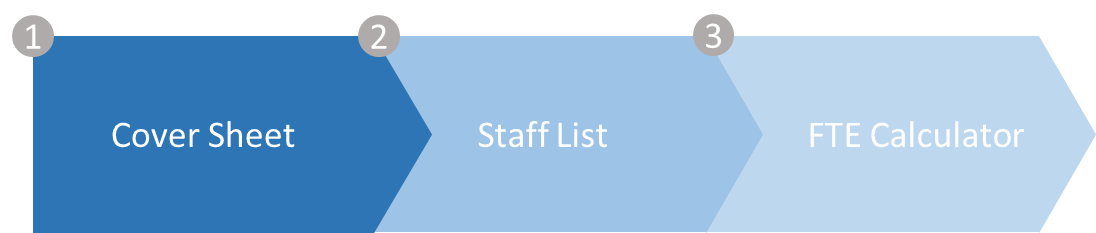 1
2
3
Cover Sheet
Staff List
FTE Calculator